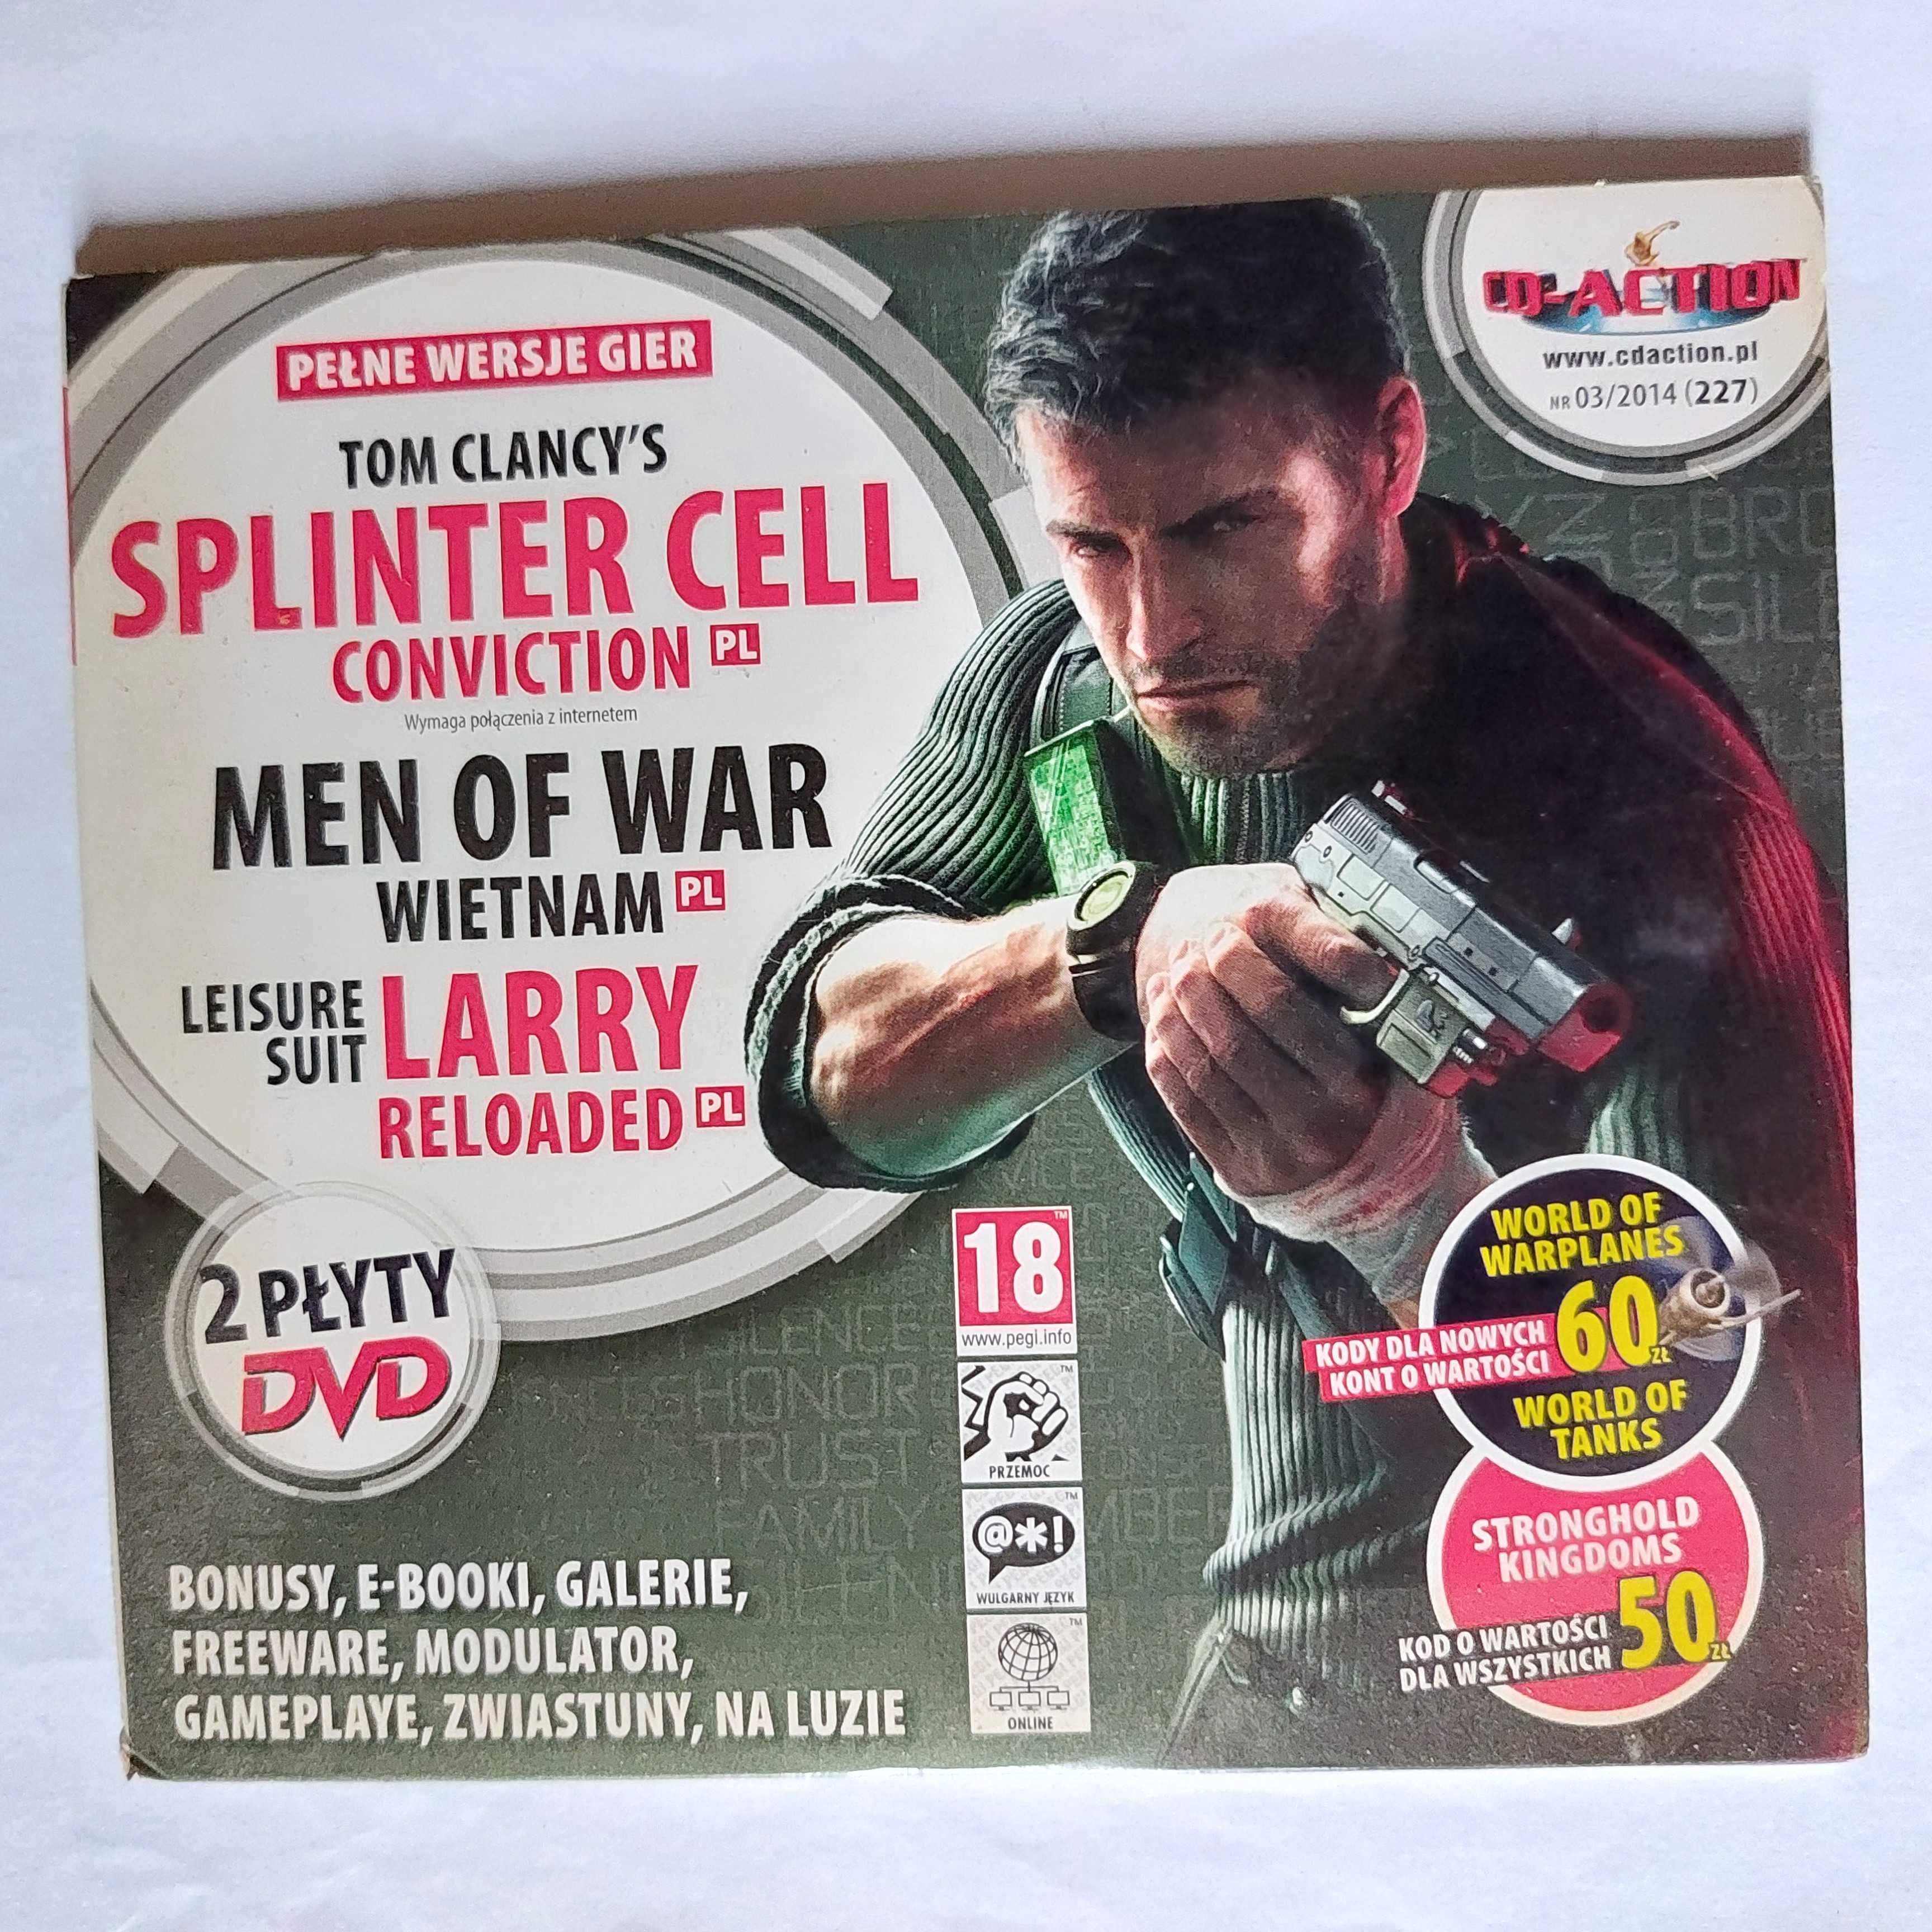 PEŁNE WERSJE GIER
TOM CLANCY'S
SPLINTER CELL
CONVICTION PL
Wymaga połączenia z internetem
MEN OF WAR
WIETNAM PL
LEISURE
SUIT
LARRY
RELOADED PL
2 PŁYTY
DVD
BONUSY, E-BOOKI, GALERIE,
FREEWARE, MODULATOR,
GAMEPLAYE, ZWIASTUNY, NA LUZIE
CD-ACTION
www.cdaction.pl
NR 03/2014 (227)
18™
www.pegi.info
PRZEMOC
@*!
WULGARNY JĘZYK
ONLINE
WORLD OF
WARPLANES
KODY DLA NOWYCH
KONT O WARTOŚCI
60 ZŁ
WORLD OF
TANKS
STRONGHOLD
KINGDOMS
KOD O WARTOŚCI
DLA WSZYSTKICH
50 ZŁ
HONOR
TRUST
FAMILY